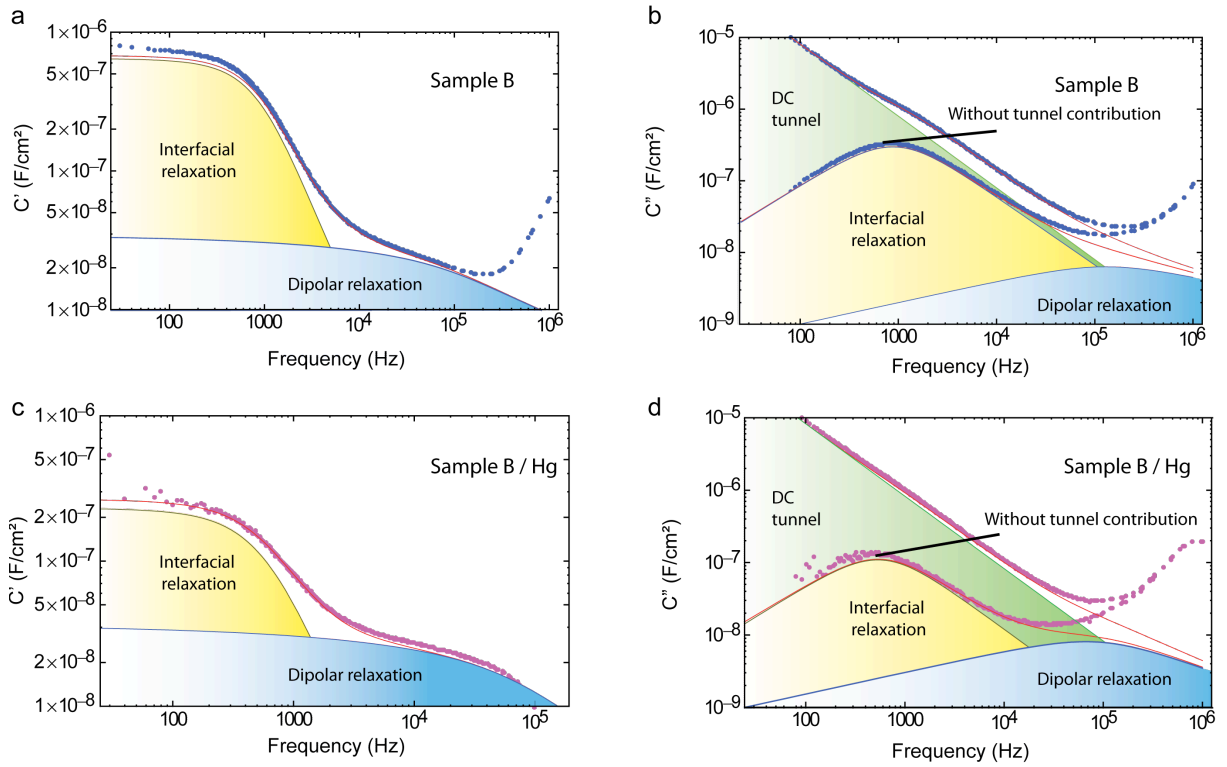 a
C' (F/cm²)
1×10⁻⁶
5×10⁻⁷
2×10⁻⁷
1×10⁻⁷
5×10⁻⁸
2×10⁻⁸
1×10⁻⁸
Sample B
Interfacial
relaxation
Dipolar relaxation
100
1000
10⁴
10⁵
10⁶
Frequency (Hz)
b
C" (F/cm²)
10⁻⁵
10⁻⁶
10⁻⁷
10⁻⁸
10⁻⁹
Sample B
DC
tunnel
Without tunnel contribution
Interfacial
relaxation
Dipolar relaxation
100
1000
10⁴
10⁵
10⁶
Frequency (Hz)
c
C' (F/cm²)
1×10⁻⁶
5×10⁻⁷
2×10⁻⁷
1×10⁻⁷
5×10⁻⁸
2×10⁻⁸
1×10⁻⁸
Sample B / Hg
Interfacial
relaxation
Dipolar relaxation
100
1000
10⁴
10⁵
Frequency (Hz)
d
C" (F/cm²)
10⁻⁵
10⁻⁶
10⁻⁷
10⁻⁸
10⁻⁹
Sample B / Hg
DC
tunnel
Without tunnel contribution
Interfacial
relaxation
Dipolar relaxation
100
1000
10⁴
10⁵
10⁶
Frequency (Hz)